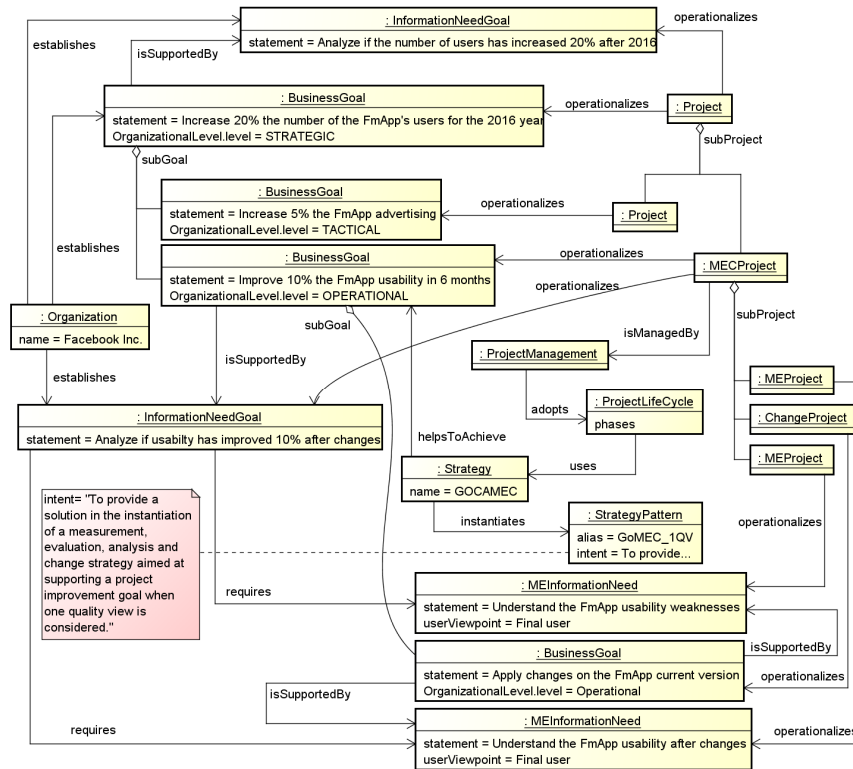 : InformationNeedGoal
statement = Analyze if the number of users has increased 20% after 2016
operationalizes
establishes
isSupportedBy
: BusinessGoal
statement = Increase 20% the number of the FmApp's users for the 2016 year
OrganizationalLevel.level = STRATEGIC
operationalizes
: Project
subProject
subGoal
: BusinessGoal
statement = Increase 5% the FmApp advertising
OrganizationalLevel.level = TACTICAL
operationalizes
: Project
establishes
: BusinessGoal
statement = Improve 10% the FmApp usability in 6 months
OrganizationalLevel.level = OPERATIONAL
operationalizes
: MECProject
operationalizes
subProject
: Organization
name = Facebook Inc.
subGoal
isManagedBy
isSupportedBy
: ProjectManagement
establishes
: MEProject
adopts
: ProjectLifeCycle
phases
: ChangeProject
: InformationNeedGoal
statement = Analyze if usabilty has improved 10% after changes
helpsToAchieve
: MEProject
: Strategy
name = GOCAMEC
uses
intent= "To provide a
solution in the instantiation
of a measurement,
evaluation, analysis and
change strategy aimed at
supporting a project
improvement goal when
one quality view is
considered."
instantiates
: StrategyPattern
alias = GoMEC_1QV
intent = To provide...
operationalizes
requires
: MEInformationNeed
statement = Understand the FmApp usability weaknesses
userViewpoint = Final user
isSupportedBy
: BusinessGoal
statement = Apply changes on the FmApp current version
OrganizationalLevel.level = Operational
operationalizes
isSupportedBy
requires
: MEInformationNeed
statement = Understand the FmApp usability after changes
userViewpoint = Final user
operationalizes